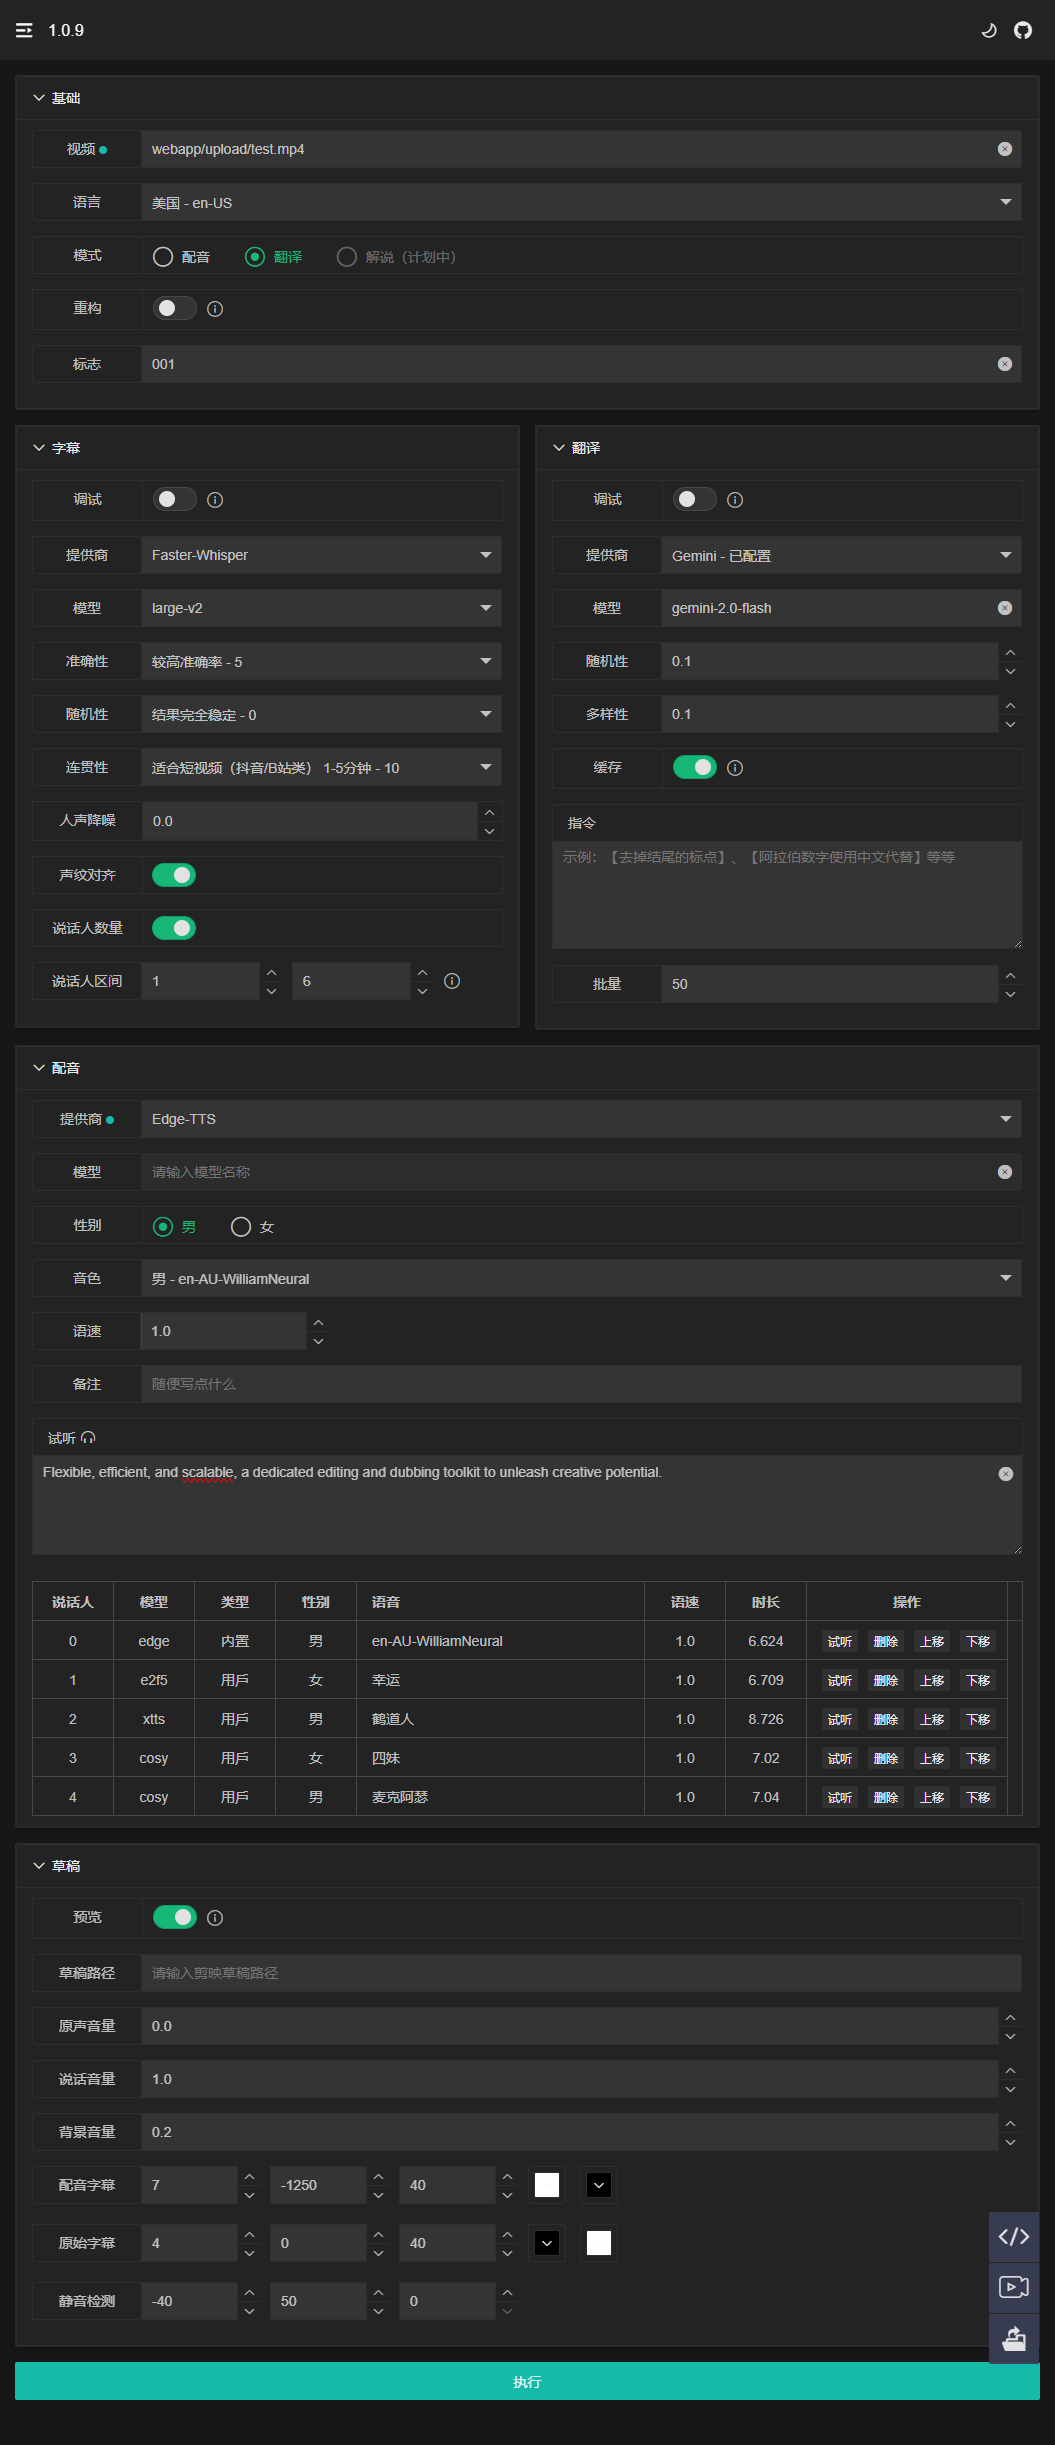 1.0.9
基础
视频 webapp/upload/test.mp4
语言 美国 - en-US
模式 配音 翻译 解说（计划中）
重构
标志 001
字幕
调试
提供商 Faster-Whisper
模型 large-v2
准确性 较高准确率 - 5
随机性 结果完全稳定 - 0
连贯性 适合短视频（抖音/B站类） 1-5分钟 - 10
人声降噪 0.0
声纹对齐
说话人数量
说话人区间 1 6
翻译
调试
提供商 Gemini - 已配置
模型 gemini-2.0-flash
随机性 0.1
多样性 0.1
缓存
指令
示例：【去掉结尾的标点】、【阿拉伯数字使用中文代替】等等
批量 50
配音
提供商 Edge-TTS
模型 请输入模型名称
性别 男 女
音色 男 - en-AU-WilliamNeural
语速 1.0
备注 随便写点什么
试听
Flexible, efficient, and scalable, a dedicated editing and dubbing toolkit to unleash creative potential.
说话人 模型 类型 性别 语音 语速 时长 操作
0 edge 内置 男 en-AU-WilliamNeural 1.0 6.624 试听 删除 上移 下移
1 e2f5 用户 女 幸运 1.0 6.709 试听 删除 上移 下移
2 xtts 用户 男 鹤道人 1.0 8.726 试听 删除 上移 下移
3 cosy 用户 女 四妹 1.0 7.02 试听 删除 上移 下移
4 cosy 用户 男 麦克阿瑟 1.0 7.04 试听 删除 上移 下移
草稿
预览
草稿路径 请输入剪映草稿路径
原声音量 0.0
说话音量 1.0
背景音量 0.2
配音字幕 7 -1250 40
原始字幕 4 0 40
静音检测 -40 50 0
执行